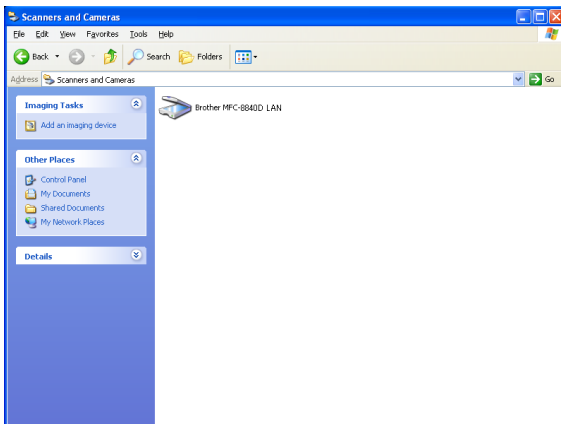 Scanners and Cameras
File Edit View Favorites Tools Help
Back Search Folders
Address Scanners and Cameras Go
Imaging Tasks
Add an imaging device
Other Places
Control Panel
My Documents
Shared Documents
My Network Places
Details
Brother MFC-8840D LAN